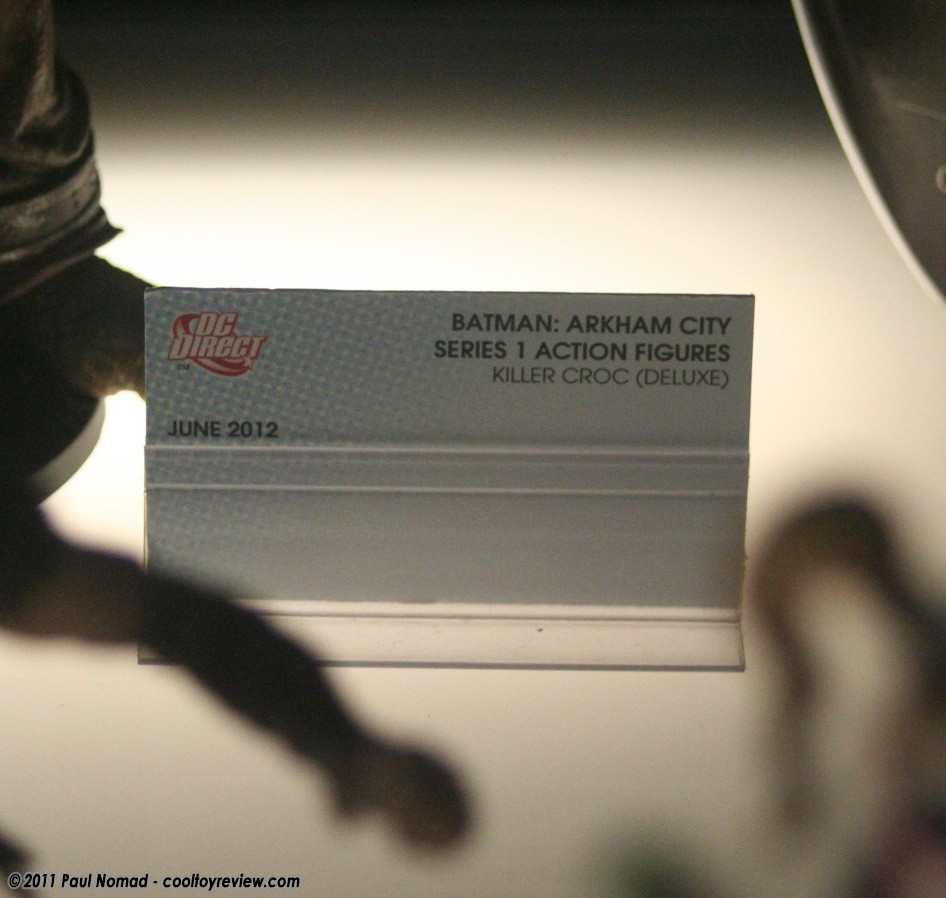 DC
DIRECT
TM
BATMAN: ARKHAM CITY
SERIES 1 ACTION FIGURES
KILLER CROC (DELUXE)
JUNE 2012
© 2011 Paul Nomad - cooltoyreview.com